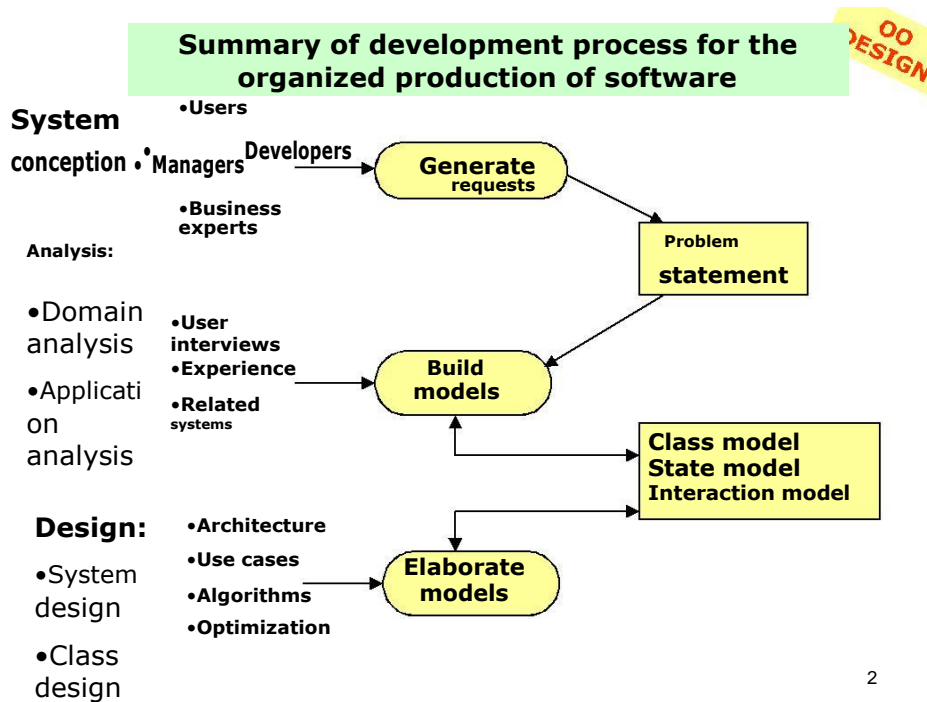 Summary of development process for the
organized production of software
OO
DESIGN
System
conception
•Users
•
•Managers
Developers
•Business
experts
Generate
requests
Problem
statement
Analysis:
•Domain
analysis
•Applicati
on
analysis
•User
interviews
•Experience
•Related
systems
Build
models
Class model
State model
Interaction model
Design:
•System
design
•Class
design
•Architecture
•Use cases
•Algorithms
•Optimization
Elaborate
models
2